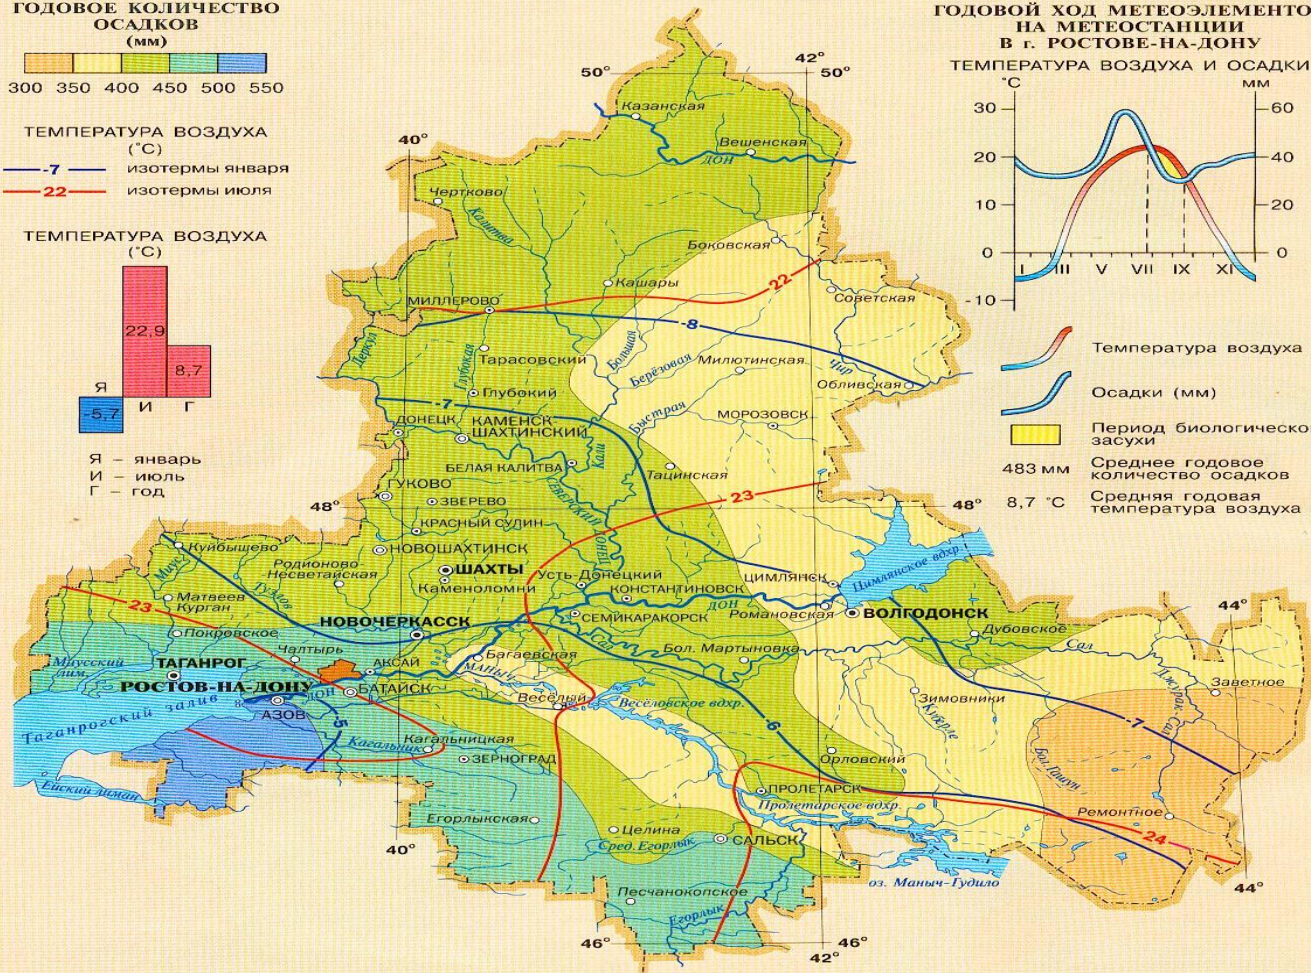 ГОДОВОЕ КОЛИЧЕСТВО
ОСАДКОВ
(мм)
300 350 400 450 500 550
ТЕМПЕРАТУРА ВОЗДУХА
(°C)
-7 изотермы января
22 изотермы июля
ТЕМПЕРАТУРА ВОЗДУХА
(°C)
22,9
8,7
Я
-5,7
И Г
Я – январь
И – июль
Г – год
ГОДОВОЙ ХОД МЕТЕОЭЛЕМЕНТО
НА МЕТЕОСТАНЦИИ
В г. РОСТОВЕ-НА-ДОНУ
ТЕМПЕРАТУРА ВОЗДУХА И ОСАДКИ
°C мм
30 60
20 40
10 20
0 0
I III V VII IX XI
-10
Температура воздуха
Осадки (мм)
Период биологическо
засухи
483 мм Среднее годовое
количество осадков
8,7 °C Средняя годовая
температура воздуха
42°
50° 50°
Казанская
Вешенская
ДОН
40°
Чертково
Калитва
Боковская
22
Кашары
Советская
МИЛЛЕРОВО
-8
Деркул
Тарасовский
Глубокая
Большая
Берёзовая
Милютинская
Чир
Обливская
Глубокий
-7
Быстрая
МОРОЗОВСК
ДОНЕЦК
КАМЕНСК-
ШАХТИНСКИЙ
Кали
БЕЛАЯ КАЛИТВА
Тацинская
ГУКОВО
СЕВЕРСКИЙ ДОНЕЦ
ЗВЕРЕВО
23
48° 48°
КРАСНЫЙ СУЛИН
Куйбышево
НОВОШАХТИНСК
Цимлянское вдхр.
Миус
Родионово-
Несветайская
ШАХТЫ
Усть-Донецкий
ЦИМЛЯНСК
Каменоломни
КОНСТАНТИНОВСК
Тузлов
23
Матвеев
Курган
ДОН
Романовская
ВОЛГОДОНСК
44°
НОВОЧЕРКАССК
СЕМИКАРАКОРСК
Покровское
Дубовское
Сал
Сал
Чалтырь
Багаевская
Бол. Мартыновка
Миусский
лим.
ТАГАНРОГ
АКСАЙ
МАНЫЧ
РОСТОВ-НА-ДОНУ
ДОН
БАТАЙСК
Весёлый
Весёловское вдхр.
Зимовники
Заветное
Джурак-Сал
АЗОВ
-5
Таганрогский залив
-6
Куберле
-7
Кагальник
Кагальницкая
ЗЕРНОГРАД
Орловский
Бол. Гашун
Ейский лиман
ПРОЛЕТАРСК
Пролетарское вдхр.
Ремонтное
Егорлыкская
Целина
24
40°
Сред. Егорлык
САЛЬСК
оз. Маныч-Гудило
44°
Песчанокопское
Егорлык
46° 46°
42°